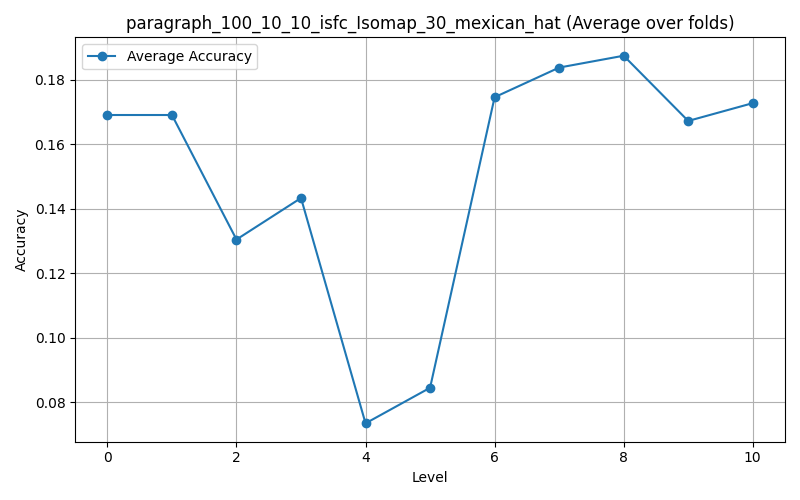 paragraph_100_10_10_isfc_Isomap_30_mexican_hat (Average over folds)
Average Accuracy
0.18
0.16
0.14
0.12
0.10
0.08
Accuracy
0 2 4 6 8 10
Level